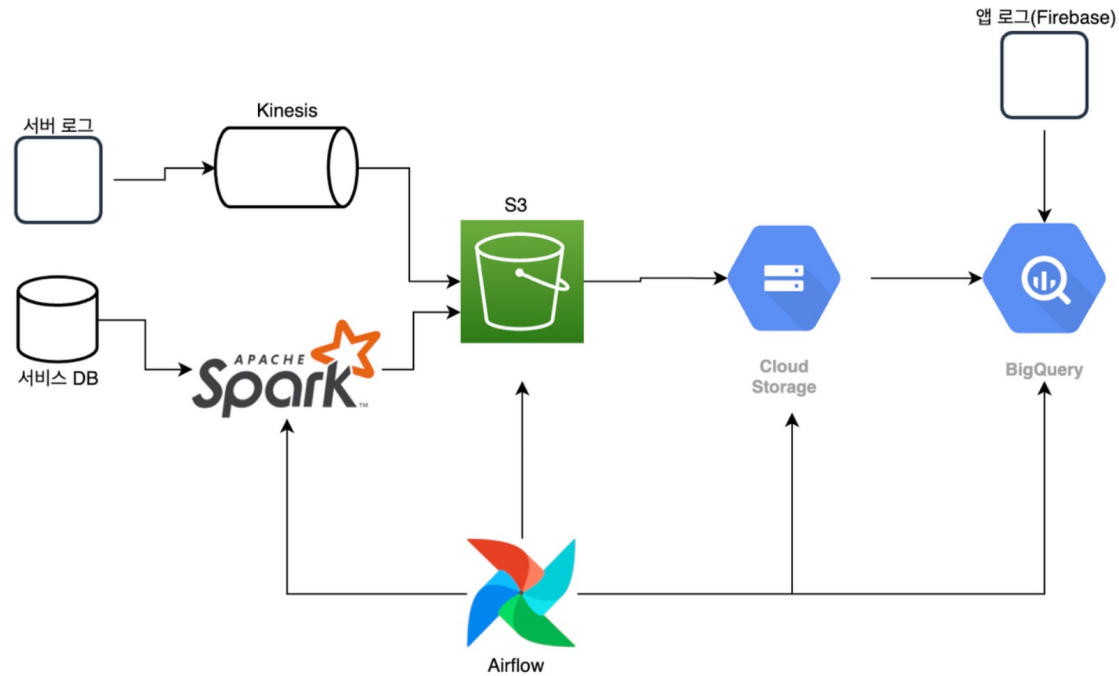 앱 로그(Firebase)
Kinesis
서버 로그
S3
서비스 DB
APACHE
Spark™
Cloud
Storage
BigQuery
Airflow